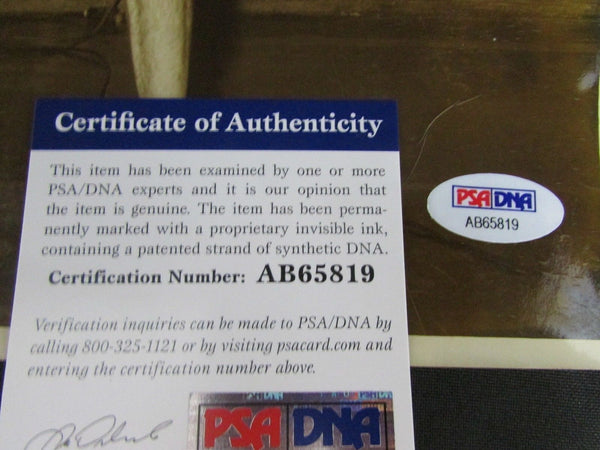 Certificate of Authenticity
This item has been examined by one or more
PSA/DNA experts and it is our opinion that
the item is genuine. The item has been perma-
nently marked with a proprietary invisible ink,
containing a patented strand of synthetic DNA.
Certification Number: AB65819
Verification inquiries can be made to PSA/DNA by
calling 800-325-1121 or by visiting psacard.com and
entering the certification number above.
PSA DNA
PSA DNA
AB65819